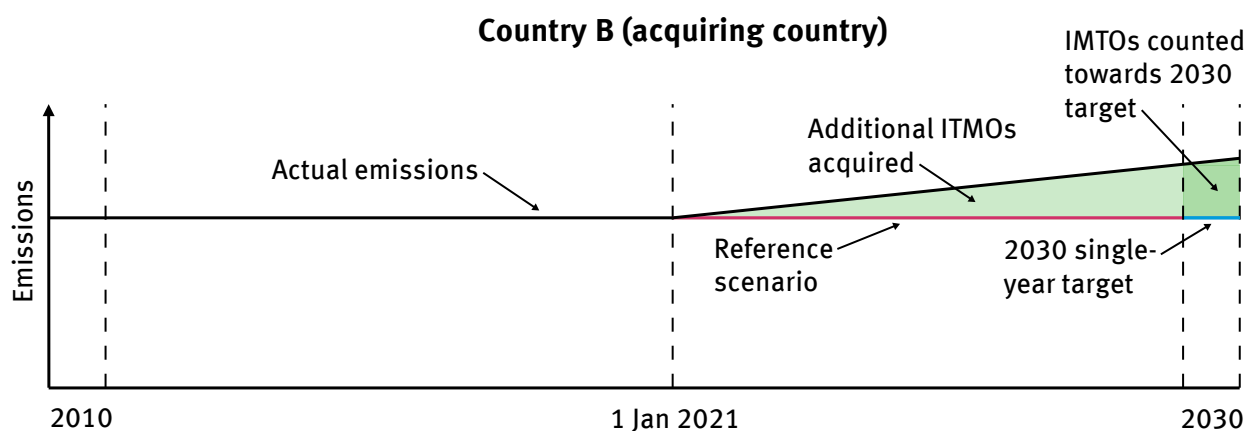 Country B (acquiring country)
IMTOs counted
towards 2030
target
Additional ITMOs
acquired
Actual emissions
Emissions
Reference
scenario
2030 single-
year target
2010
1 Jan 2021
2030